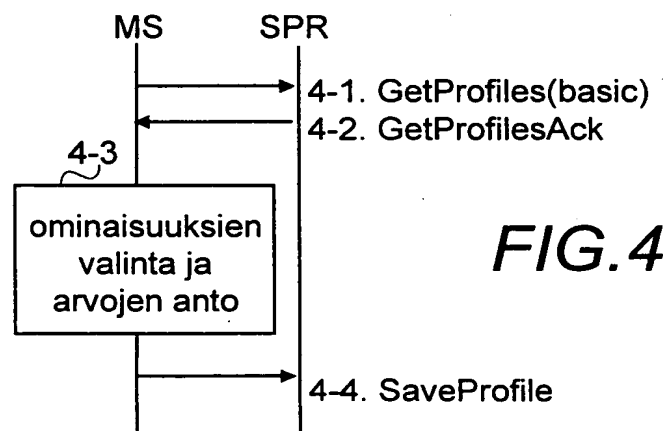 MS SPR
4-1. GetProfiles(basic)
4-2. GetProfilesAck
4-3
ominaisuuksien
valinta ja
arvojen anto
FIG.4
4-4. SaveProfile